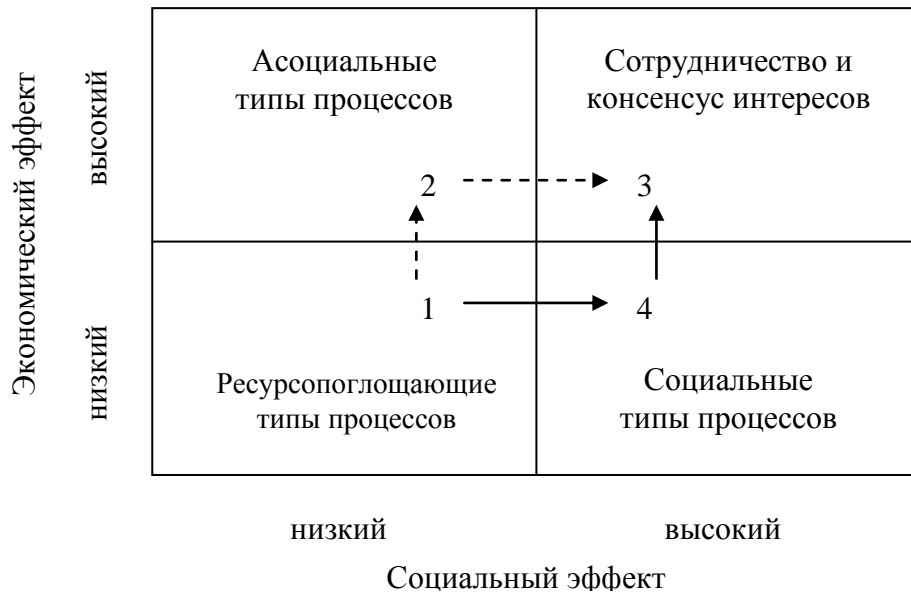 Экономический эффект
высокий
низкий
Асоциальные
типы процессов
Сотрудничество и
консенсус интересов
2
3
1
4
Ресурсопоглощающие
типы процессов
Социальные
типы процессов
низкий
высокий
Социальный эффект